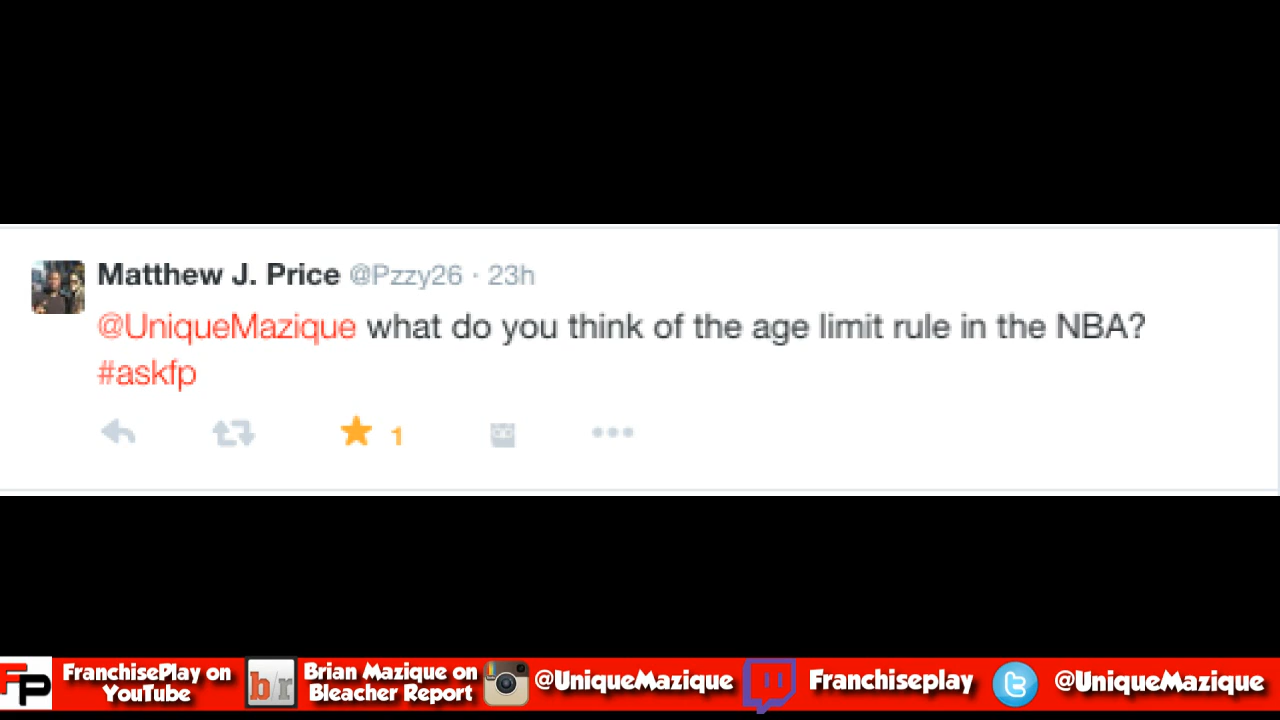 Matthew J. Price @Pzzy26 · 23h
@UniqueMazique what do you think of the age limit rule in the NBA?
#askfp
1
FP
FranchisePlay on
YouTube
b/r
Brian Mazique on
Bleacher Report
@UniqueMazique
Franchiseplay
@UniqueMazique